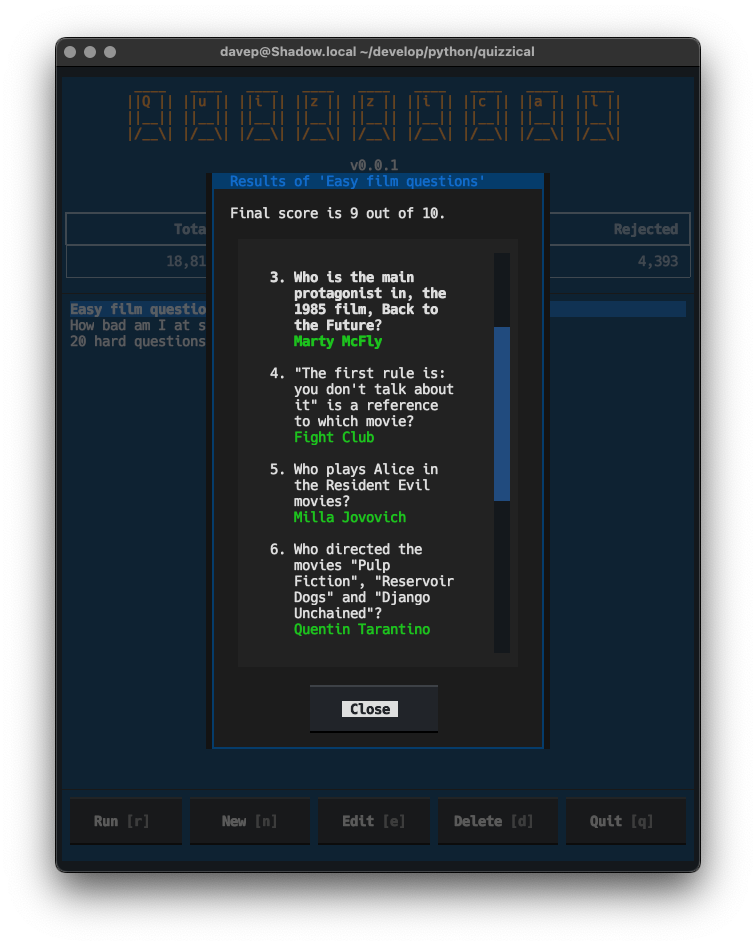 davep@Shadow.local ~/develop/python/quizzical
Quizzical
v0.0.1
Results of 'Easy film questions'
Final score is 9 out of 10.
Rejected
4,393
Easy film questio
How bad am I at s
20 hard questions
3. Who is the main
protagonist in, the
1985 film, Back to
the Future?
Marty McFly
4. "The first rule is:
you don't talk about
it" is a reference
to which movie?
Fight Club
5. Who plays Alice in
the Resident Evil
movies?
Milla Jovovich
6. Who directed the
movies "Pulp
Fiction", "Reservoir
Dogs" and "Django
Unchained"?
Quentin Tarantino
Close
Run [r] New [n] Edit [e] Delete [d] Quit [q]